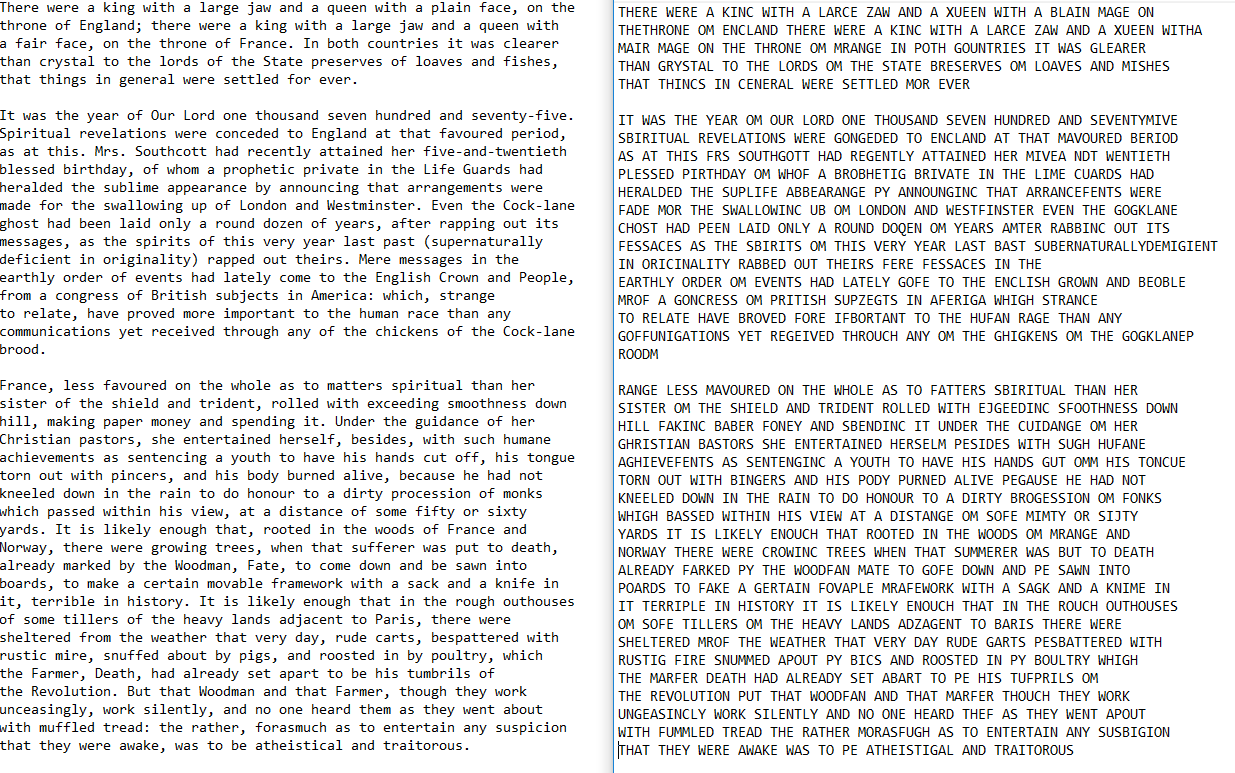 There were a king with a large jaw and a queen with a plain face, on the
throne of England; there were a king with a large jaw and a queen with
a fair face, on the throne of France. In both countries it was clearer
than crystal to the lords of the State preserves of loaves and fishes,
that things in general were settled for ever.

It was the year of Our Lord one thousand seven hundred and seventy-five.
Spiritual revelations were conceded to England at that favoured period,
as at this. Mrs. Southcott had recently attained her five-and-twentieth
blessed birthday, of whom a prophetic private in the Life Guards had
heralded the sublime appearance by announcing that arrangements were
made for the swallowing up of London and Westminster. Even the Cock-lane
ghost had been laid only a round dozen of years, after rapping out its
messages, as the spirits of this very year last past (supernaturally
deficient in originality) rapped out theirs. Mere messages in the
earthly order of events had lately come to the English Crown and People,
from a congress of British subjects in America: which, strange
to relate, have proved more important to the human race than any
communications yet received through any of the chickens of the Cock-lane
brood.

France, less favoured on the whole as to matters spiritual than her
sister of the shield and trident, rolled with exceeding smoothness down
hill, making paper money and spending it. Under the guidance of her
Christian pastors, she entertained herself, besides, with such humane
achievements as sentencing a youth to have his hands cut off, his tongue
torn out with pincers, and his body burned alive, because he had not
kneeled down in the rain to do honour to a dirty procession of monks
which passed within his view, at a distance of some fifty or sixty
yards. It is likely enough that, rooted in the woods of France and
Norway, there were growing trees, when that sufferer was put to death,
already marked by the Woodman, Fate, to come down and be sawn into
boards, to make a certain movable framework with a sack and a knife in
it, terrible in history. It is likely enough that in the rough outhouses
of some tillers of the heavy lands adjacent to Paris, there were
sheltered from the weather that very day, rude carts, bespattered with
rustic mire, snuffed about by pigs, and roosted in by poultry, which
the Farmer, Death, had already set apart to be his tumbrils of
the Revolution. But that Woodman and that Farmer, though they work
unceasingly, work silently, and no one heard them as they went about
with muffled tread: the rather, forasmuch as to entertain any suspicion
that they were awake, was to be atheistical and traitorous.

THERE WERE A KINC WITH A LARCE ZAW AND A XUEEN WITH A BLAIN MAGE ON
THETHRONE OM ENCLAND THERE WERE A KINC WITH A LARCE ZAW AND A XUEEN WITHA
MAIR MAGE ON THE THRONE OM MRANGE IN POTH GOUNTRIES IT WAS GLEARER
THAN GRYSTAL TO THE LORDS OM THE STATE BRESERVES OM LOAVES AND MISHES
THAT THINCS IN CENERAL WERE SETTLED MOR EVER

IT WAS THE YEAR OM OUR LORD ONE THOUSAND SEVEN HUNDRED AND SEVENTYMIVE
SBIRITUAL REVELATIONS WERE GONGEDED TO ENCLAND AT THAT MAVOURED BERIOD
AS AT THIS FRS SOUTHGOTT HAD REGENTLY ATTAINED HER MIVEA NDT WENTIETH
PLESSED PIRTHDAY OM WHOF A BROBHETIG BRIVATE IN THE LIME CUARDS HAD
HERALDED THE SUPLIFE ABBEARANGE PY ANNOUNCINC THAT ARRANCEFENTS WERE
FADE MOR THE SWALLOWINC UB OM LONDON AND WESTFINSTER EVEN THE GOGKLANE
CHOST HAD PEEN LAID ONLY A ROUND DOQEN OM YEARS AMTER RABBINC OUT ITS
FESSACES AS THE SBIRITS OM THIS VERY YEAR LAST BAST SUBERNATURALLYDEMIGIENT
IN ORICINALITY RABBED OUT THEIRS FERE FESSACES IN THE
EARTHLY ORDER OM EVENTS HAD LATELY GOFE TO THE ENCLISH GROWN AND BEOBLE
MROF A GONCRESS OM PRITISH SUPZEGTS IN AFERIGA WHIGH STRANCE
TO RELATE HAVE BROVED FORE IFBORTANT TO THE HUFAN RAGE THAN ANY
GOFFUNIGATIONS YET REGEIVED THROUCH ANY OM THE GHIGKENS OM THE GOGKLANEP
ROODM

RANGE LESS MAVOURED ON THE WHOLE AS TO FATTERS SBIRITUAL THAN HER
SISTER OM THE SHIELD AND TRIDENT ROLLED WITH EJGEEDINC SFOOTHNESS DOWN
HILL FAKINC BABER FONEY AND SBENDINC IT UNDER THE CUIDANGE OM HER
GHRISTIAN BASTORS SHE ENTERTAINED HERSELM PESIDES WITH SUGH HUFANE
AGHIEVEFENTS AS SENTENGINC A YOUTH TO HAVE HIS HANDS GUT OMM HIS TONCUE
TORN OUT WITH BINGERS AND HIS PODY PURNED ALIVE PEGAUSE HE HAD NOT
KNEELED DOWN IN THE RAIN TO DO HONOUR TO A DIRTY BROGESSION OM FONKS
WHIGH BASSED WITHIN HIS VIEW AT A DISTANGE OM SOFE MIMTY OR SIJTY
YARDS IT IS LIKELY ENOUCH THAT ROOTED IN THE WOODS OM MRANGE AND
NORWAY THERE WERE CROWINC TREES WHEN THAT SUMMERER WAS BUT TO DEATH
ALREADY FARKED PY THE WOODFAN MATE TO GOFE DOWN AND PE SAWN INTO
POARDS TO FAKE A GERTAIN FOVAPLE MRAFEWORK WITH A SAGK AND A KNIME IN
IT TERRIPLE IN HISTORY IT IS LIKELY ENOUCH THAT IN THE ROUCH OUTHOUSES
OM SOFE TILLERS OM THE HEAVY LANDS ADZAGENT TO BARIS THERE WERE
SHELTERED MROF THE WEATHER THAT VERY DAY RUDE GARTS PESBATTERED WITH
RUSTIG FIRE SNUMMED APOUT PY BICS AND ROOSTED IN PY BOULTRY WHIGH
THE MARFER DEATH HAD ALREADY SET ABART TO PE HIS TUFPRILS OM
THE REVOLUTION PUT THAT WOODFAN AND THAT MARFER THOUCH THEY WORK
UNGEASINCLY WORK SILENTLY AND NO ONE HEARD THEF AS THEY WENT APOUT
WITH FUMMLED TREAD THE RATHER MORASFUGH AS TO ENTERTAIN ANY SUSBIGION
THAT THEY WERE AWAKE WAS TO PE ATHEISTIGAL AND TRAITOROUS